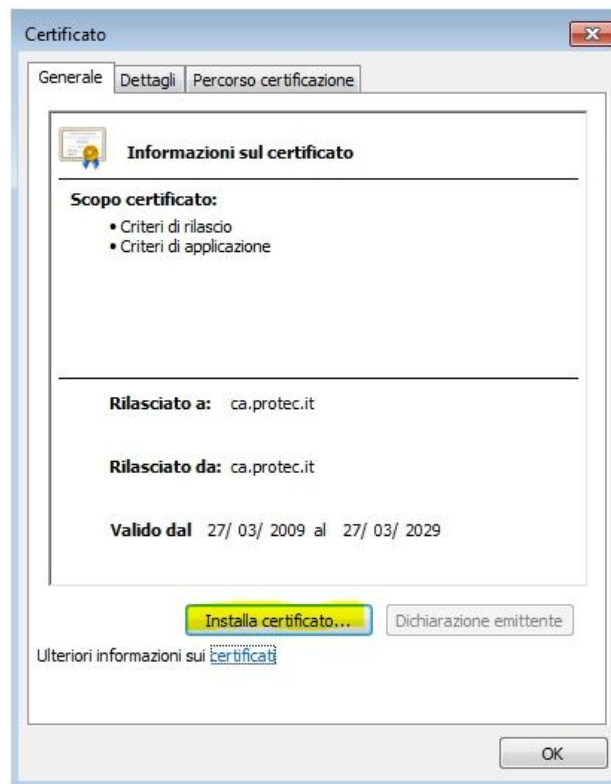 Certificato
Generale Dettagli Percorso certificazione
Informazioni sul certificato
Scopo certificato:
• Criteri di rilascio
• Criteri di applicazione
Rilasciato a: ca.protec.it
Rilasciato da: ca.protec.it
Valido dal 27/ 03/ 2009 al 27/ 03/ 2029
Installa certificato... Dichiarazione emittente
Ulteriori informazioni sui certificati
OK